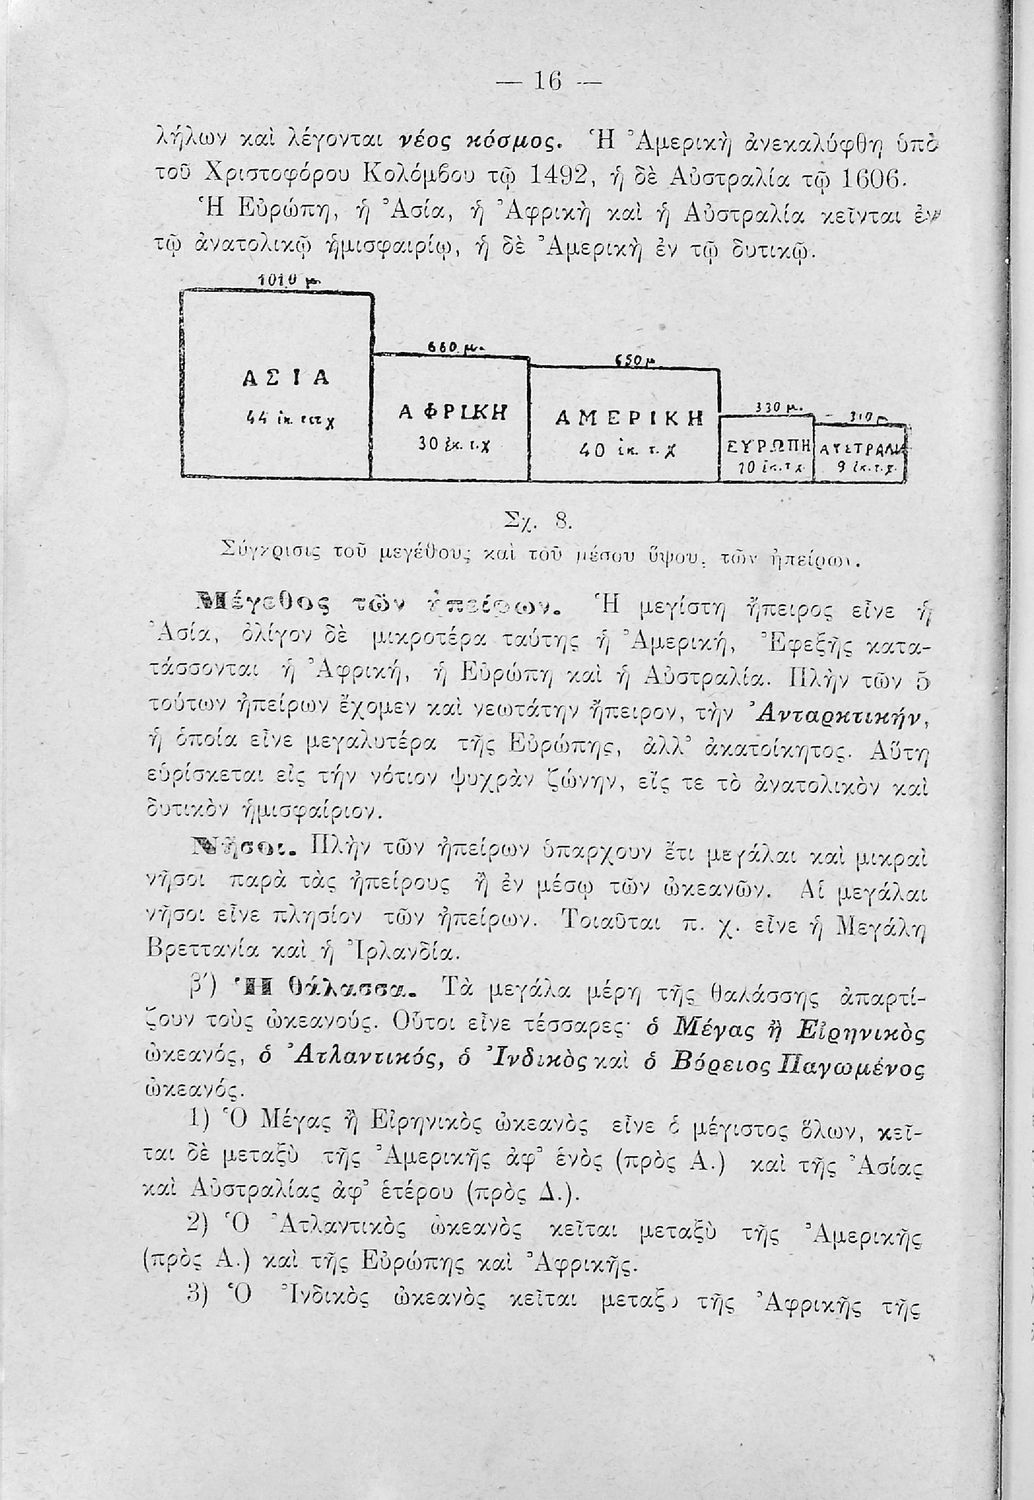 — 16 —
λήλων καὶ λέγονται νέος κόσμος. Ἡ Ἀμερικὴ ἀνεκαλύφθη ὑπὸ
τοῦ Χριστοφόρου Κολόμβου τῷ 1492, ἡ δὲ Αὐστραλία τῷ 1606.
Ἡ Εὐρώπη, ἡ Ἀσία, ἡ Ἀφρικὴ καὶ ἡ Αὐστραλία κεῖνται ἐν
τῷ ἀνατολικῷ ἡμισφαιρίῳ, ἡ δὲ Ἀμερικὴ ἐν τῷ δυτικῷ.
1010 μ.
660 μ.
650 μ.
330 μ.
310 μ.
ΑΣΙΑ
44 ἑκ. τετχ
ΑΦΡΙΚΗ
30 ἑκ. τ.χ
ΑΜΕΡΙΚΗ
40 ἑκ. τ. χ
ΕΥΡΩΠΗ
10 ἑκ. τ χ
ΑΥΣΤΡΑΛΙΑ
9 ἑκ. τ. χ.
Σχ. 8.
Σύγκρισις τοῦ μεγέθους καὶ τοῦ μέσου ὕψους τῶν ἠπείρων.
Μέγεθος τῶν ἠπείρων. Ἡ μεγίστη ἤπειρος εἶνε ἡ
Ἀσία, ὀλίγον δὲ μικροτέρα ταύτης ἡ Ἀμερική, Ἐφεξῆς κατα-
τάσσονται ἡ Ἀφρική, ἡ Εὐρώπη καὶ ἡ Αὐστραλία. Πλὴν τῶν 5
τούτων ἠπείρων ἔχομεν καὶ νεωτάτην ἤπειρον, τὴν Ἀνταρκτικήν,
ἡ ὁποία εἶνε μεγαλυτέρα τῆς Εὐρώπης, ἀλλ' ἀκατοίκητος. Αὕτη
εὑρίσκεται εἰς τήν νότιον ψυχρὰν ζώνην, εἴς τε τὸ ἀνατολικὸν καὶ
δυτικὸν ἡμισφαίριον.
Νῆσοι. Πλὴν τῶν ἠπείρων ὑπαρχουν ἔτι μεγάλαι καὶ μικραὶ
νῆσοι παρὰ τὰς ἠπείρους ἢ ἐν μέσῳ τῶν ὠκεανῶν. Αἱ μεγάλαι
νῆσοι εἶνε πλησίον τῶν ἠπείρων. Τοιαῦται π. χ. εἶνε ἡ Μεγάλη
Βρεττανία καὶ ἡ Ἰρλανδία.
β') Ἡ θάλασσα. Τὰ μεγάλα μέρη τῆς θαλάσσης ἀπαρτί-
ζουν τοὺς ὠκεανούς. Οὗτοι εἶνε τέσσαρες· ὁ Μέγας ἢ Εἰρηνικὸς
ὠκεανός, ὁ Ἀτλαντικός, ὁ Ἰνδικὸς καὶ ὁ Βόρειος Παγωμένος
ὠκεανός.
1) Ὁ Μέγας ἢ Εἰρηνικὸς ὠκεανὸς εἶνε ὁ μέγιστος ὅλων, κεῖ-
ται δὲ μεταξὺ τῆς Ἀμερικῆς ἀφ' ἑνὸς (πρὸς Α.) καὶ τῆς Ἀσίας
καὶ Αὐστραλίας ἀφ' ἑτέρου (πρὸς Δ.).
2) Ὁ Ἀτλαντικὸς ὠκεανὸς κεῖται μεταξὺ τῆς Ἀμερικῆς
(πρὸς Α.) καὶ τῆς Εὐρώπης καὶ Ἀφρικῆς.
3) Ὁ Ἰνδικὸς ὠκεανὸς κεῖται μεταξὺ τῆς Ἀφρικῆς τῆς